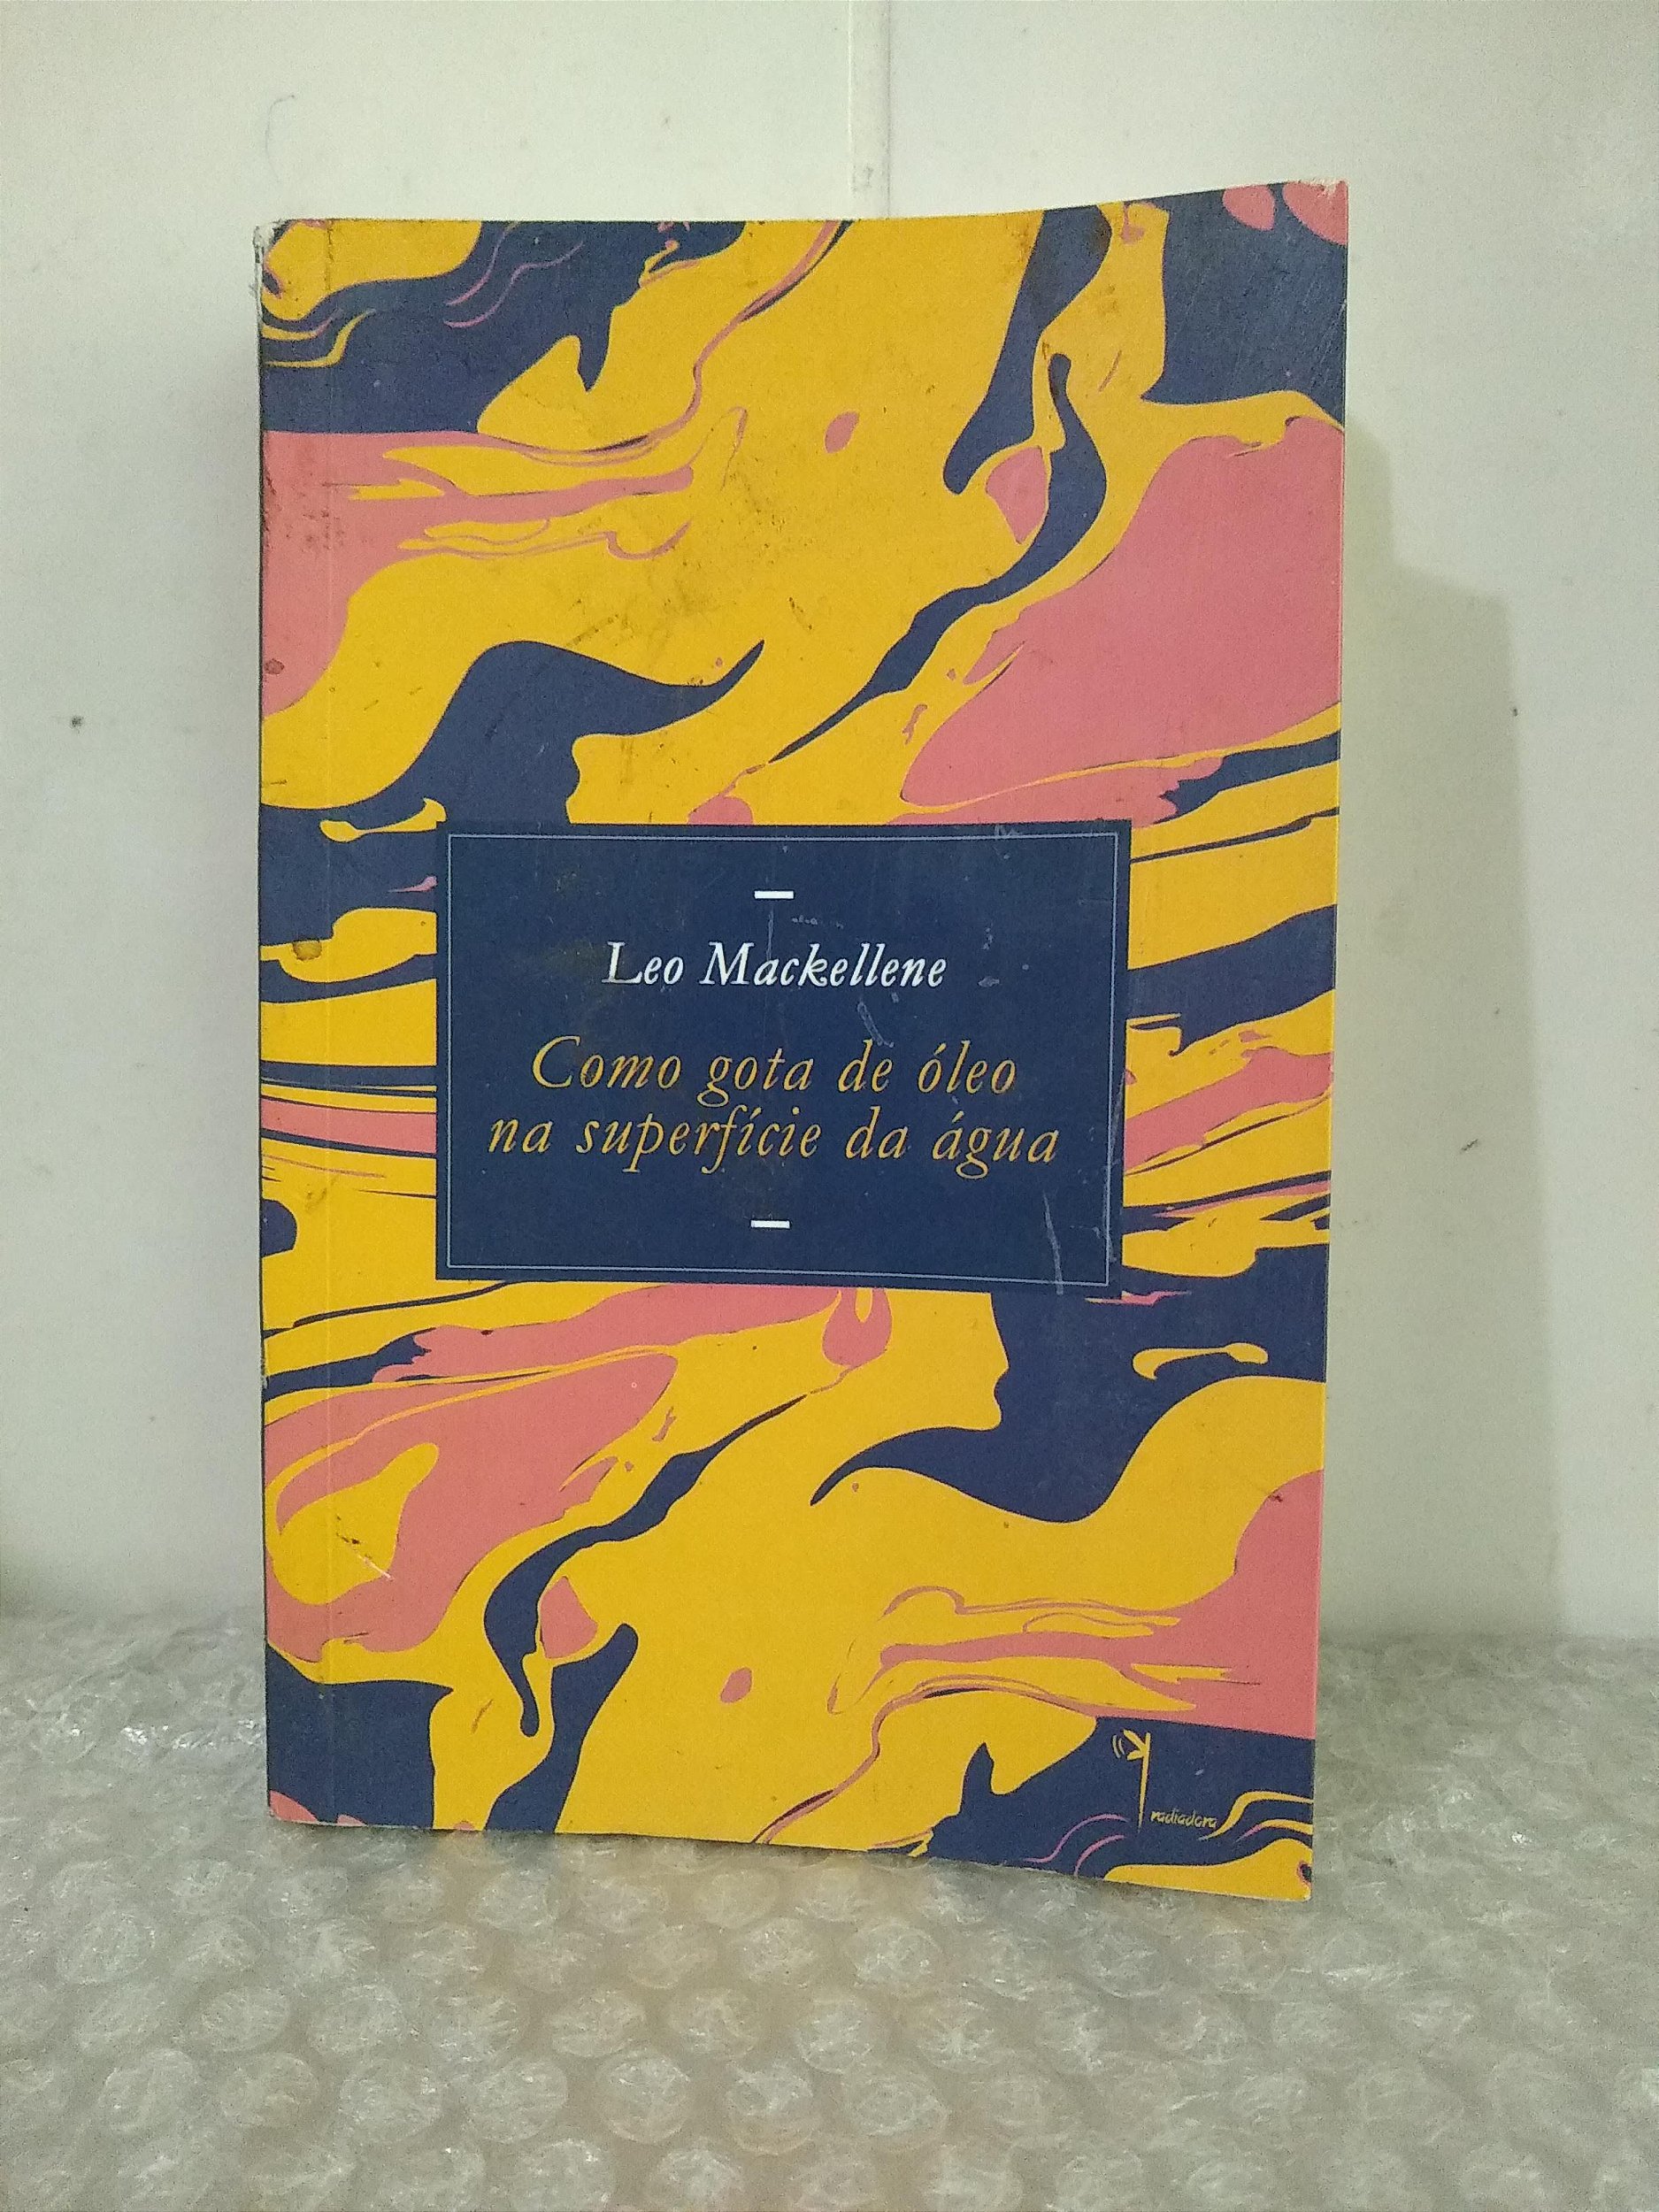 Leo Mackellene
Como gota de óleo
na superfície da água
radiadora